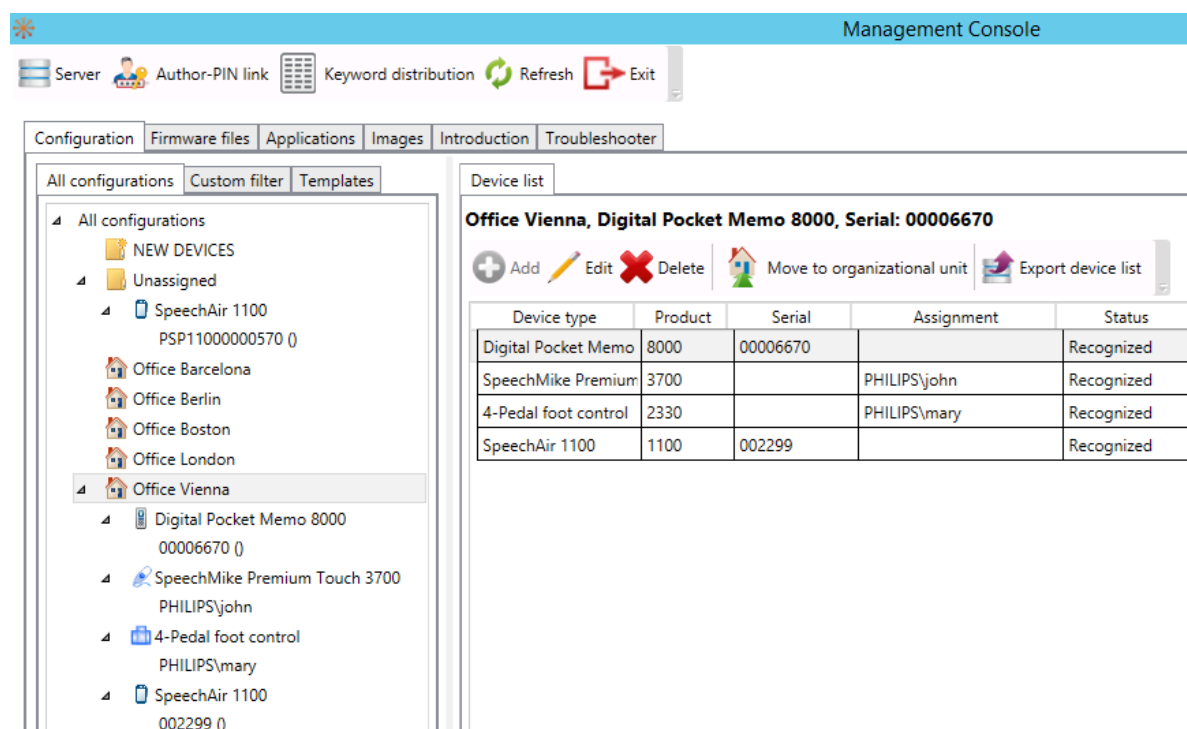 Management Console
Server Author-PIN link Keyword distribution Refresh Exit
Configuration Firmware files Applications Images Introduction Troubleshooter
All configurations Custom filter Templates
All configurations
NEW DEVICES
Unassigned
SpeechAir 1100
PSP11000000570 ()
Office Barcelona
Office Berlin
Office Boston
Office London
Office Vienna
Digital Pocket Memo 8000
00006670 ()
SpeechMike Premium Touch 3700
PHILIPS\john
4-Pedal foot control
PHILIPS\mary
SpeechAir 1100
002299 ()
Device list
Office Vienna, Digital Pocket Memo 8000, Serial: 00006670
Add Edit Delete Move to organizational unit Export device list
Device type Product Serial Assignment Status
Digital Pocket Memo 8000 00006670 Recognized
SpeechMike Premium 3700 PHILIPS\john Recognized
4-Pedal foot control 2330 PHILIPS\mary Recognized
SpeechAir 1100 1100 002299 Recognized